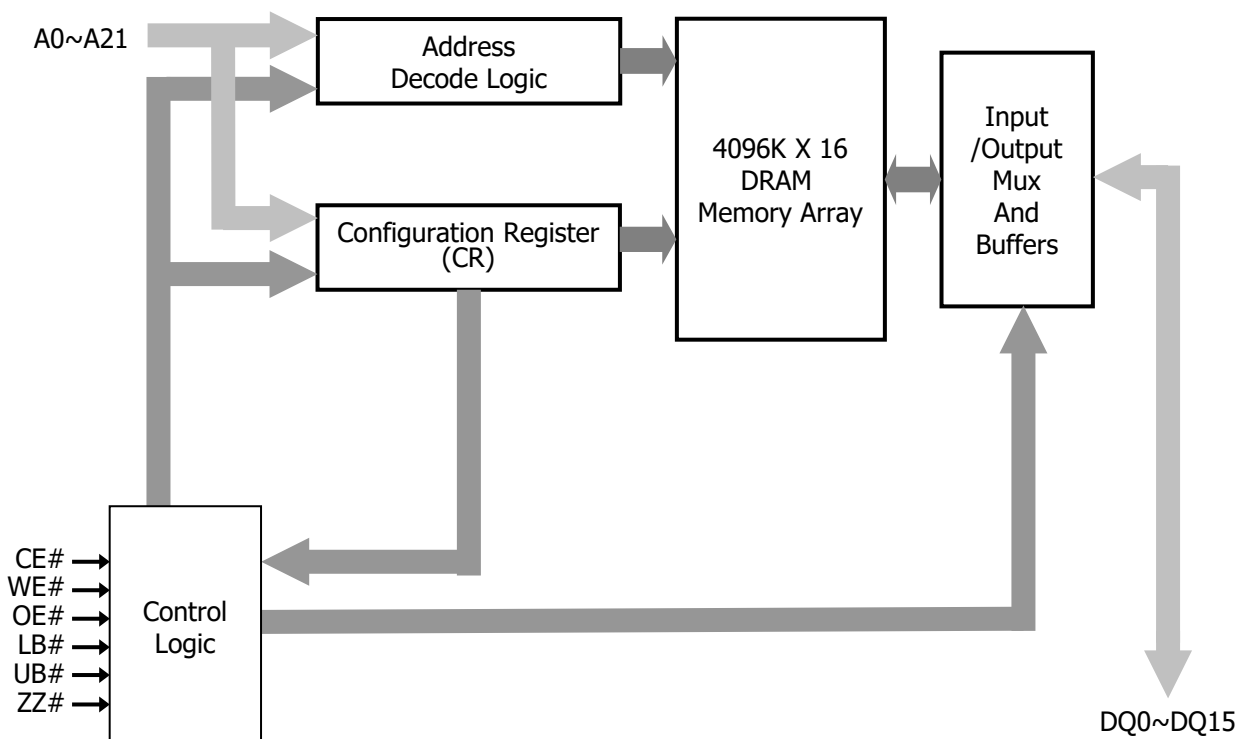 A0~A21
Address
Decode Logic
4096K X 16
DRAM
Memory Array
Input
/Output
Mux
And
Buffers
Configuration Register
(CR)
CE#
WE#
OE#
LB#
UB#
ZZ#
Control
Logic
DQ0~DQ15